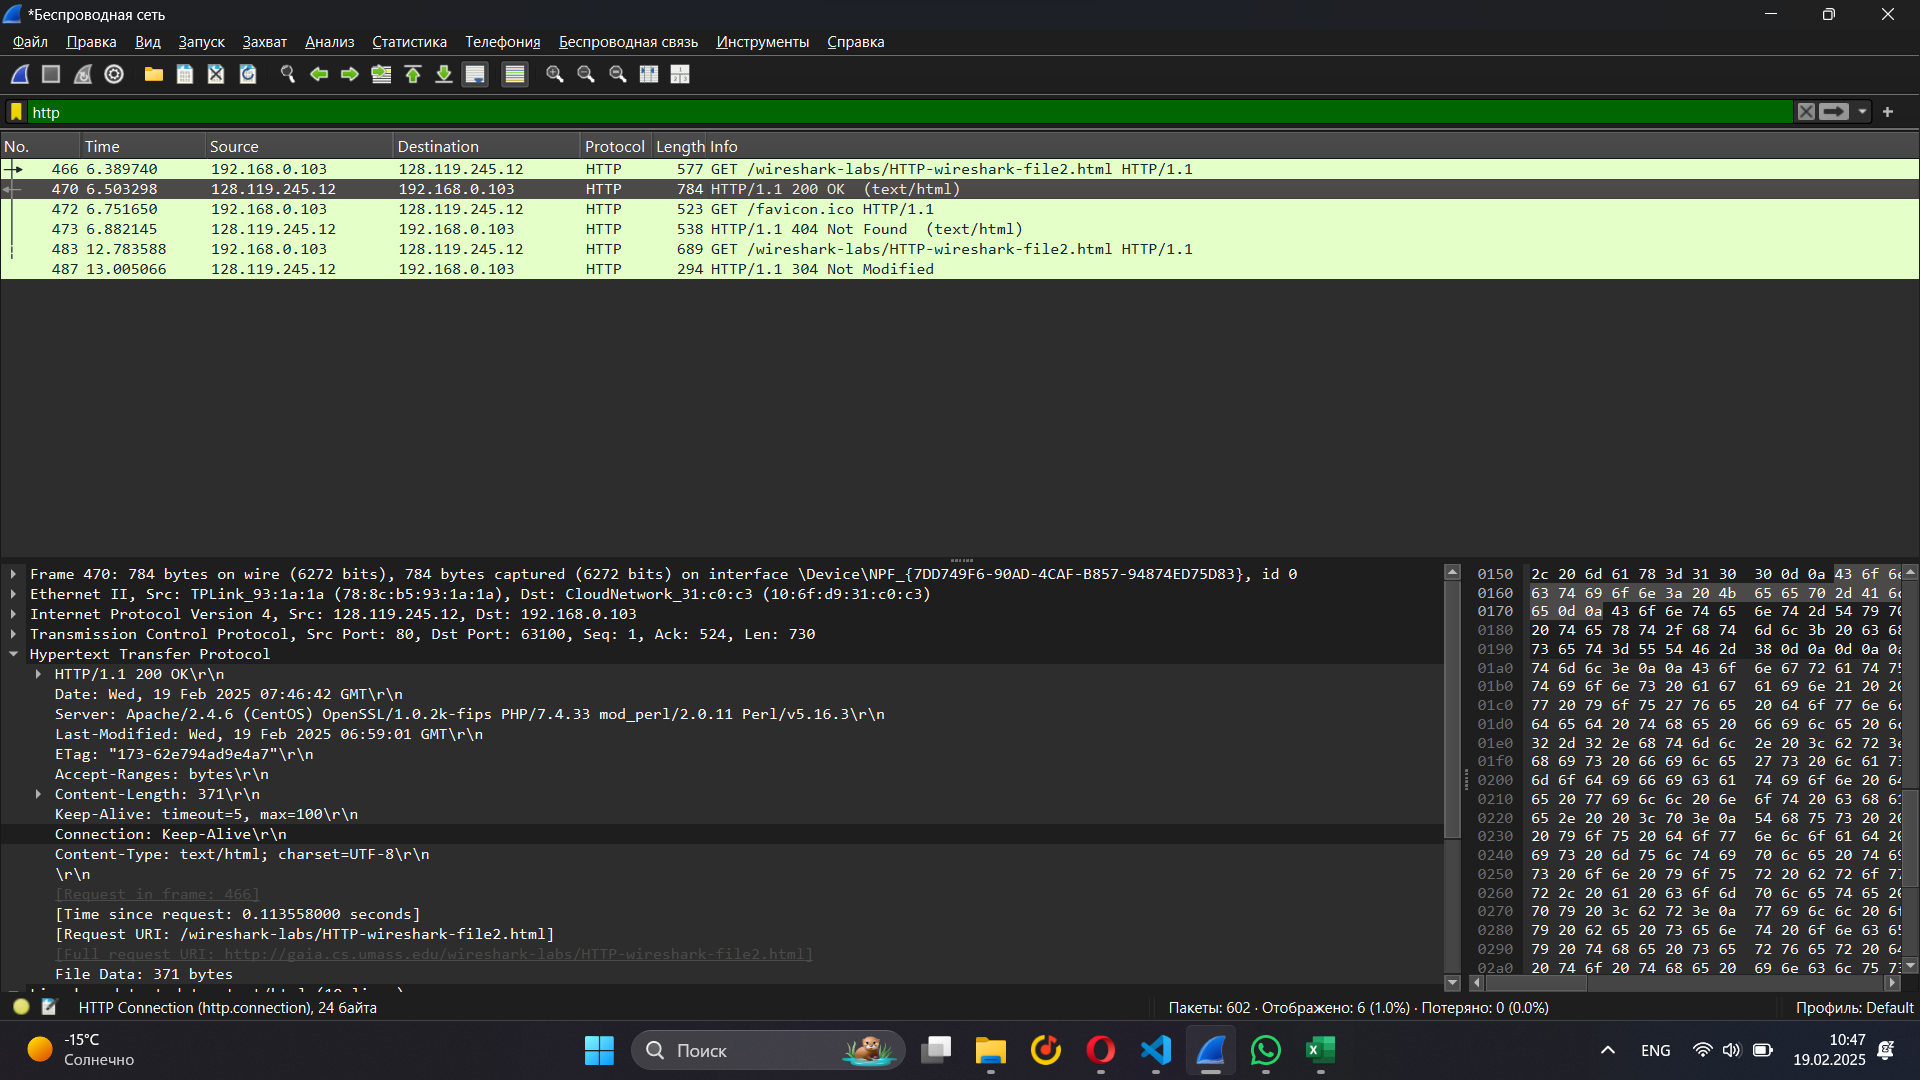 *Беспроводная сеть
Файл Правка Вид Запуск Захват Анализ Статистика Телефония Беспроводная связь Инструменты Справка
http
No. Time Source Destination Protocol Length Info
466 6.389740 192.168.0.103 128.119.245.12 HTTP 577 GET /wireshark-labs/HTTP-wireshark-file2.html HTTP/1.1
470 6.503298 128.119.245.12 192.168.0.103 HTTP 784 HTTP/1.1 200 OK (text/html)
472 6.751650 192.168.0.103 128.119.245.12 HTTP 523 GET /favicon.ico HTTP/1.1
473 6.882145 128.119.245.12 192.168.0.103 HTTP 538 HTTP/1.1 404 Not Found (text/html)
483 12.783588 192.168.0.103 128.119.245.12 HTTP 689 GET /wireshark-labs/HTTP-wireshark-file2.html HTTP/1.1
487 13.005066 128.119.245.12 192.168.0.103 HTTP 294 HTTP/1.1 304 Not Modified
Frame 470: 784 bytes on wire (6272 bits), 784 bytes captured (6272 bits) on interface \Device\NPF_{7DD749F6-90AD-4CAF-B857-94874ED75D83}, id 0
Ethernet II, Src: TPLink_93:1a:1a (78:8c:b5:93:1a:1a), Dst: CloudNetwork_31:c0:c3 (10:6f:d9:31:c0:c3)
Internet Protocol Version 4, Src: 128.119.245.12, Dst: 192.168.0.103
Transmission Control Protocol, Src Port: 80, Dst Port: 63100, Seq: 1, Ack: 524, Len: 730
Hypertext Transfer Protocol
HTTP/1.1 200 OK\r\n
Date: Wed, 19 Feb 2025 07:46:42 GMT\r\n
Server: Apache/2.4.6 (CentOS) OpenSSL/1.0.2k-fips PHP/7.4.33 mod_perl/2.0.11 Perl/v5.16.3\r\n
Last-Modified: Wed, 19 Feb 2025 06:59:01 GMT\r\n
ETag: "173-62e794ad9e4a7"\r\n
Accept-Ranges: bytes\r\n
Content-Length: 371\r\n
Keep-Alive: timeout=5, max=100\r\n
Connection: Keep-Alive\r\n
Content-Type: text/html; charset=UTF-8\r\n
\r\n
[Request in frame: 466]
[Time since request: 0.113558000 seconds]
[Request URI: /wireshark-labs/HTTP-wireshark-file2.html]
[Full request URI: http://gaia.cs.umass.edu/wireshark-labs/HTTP-wireshark-file2.html]
File Data: 371 bytes
0150 2c 20 6d 61 78 3d 31 30 30 0d 0a 43 6f 6e
0160 63 74 69 6f 6e 3a 20 4b 65 65 70 2d 41 6c
0170 65 0d 0a 43 6f 6e 74 65 6e 74 2d 54 79 70
0180 20 74 65 78 74 2f 68 74 6d 6c 3b 20 63 68
0190 73 65 74 3d 55 54 46 2d 38 0d 0a 0d 0a 0a
01a0 74 6d 6c 3e 0a 0a 43 6f 6e 67 72 61 74 75
01b0 74 69 6f 6e 73 20 61 67 61 69 6e 21 20 20
01c0 77 20 79 6f 75 27 76 65 20 64 6f 77 6e 6c
01d0 64 65 64 20 74 68 65 20 66 69 6c 65 20 6c
01e0 32 2d 32 2e 68 74 6d 6c 2e 20 3c 62 72 3e
01f0 68 69 73 20 66 69 6c 65 27 73 20 6c 61 73
0200 6d 6f 64 69 66 69 63 61 74 69 6f 6e 20 64
0210 65 20 77 69 6c 6c 20 6e 6f 74 20 63 68 61
0220 65 2e 20 20 3c 70 3e 0a 54 68 75 73 20 20
0230 20 79 6f 75 20 64 6f 77 6e 6c 6f 61 64 20
0240 69 73 20 6d 75 6c 74 69 70 6c 65 20 74 69
0250 73 20 6f 6e 20 79 6f 75 72 20 62 72 6f 77
0260 72 2c 20 61 20 63 6f 6d 70 6c 65 74 65 20
0270 70 79 20 3c 62 72 3e 0a 77 69 6c 6c 20 6f
0280 79 20 62 65 20 73 65 6e 74 20 6f 6e 63 65
0290 79 20 74 68 65 20 73 65 72 76 65 72 20 64
02a0 20 74 6f 20 74 68 65 20 69 6e 63 6c 75 73
HTTP Connection (http.connection), 24 байта
Пакеты: 602 · Отображено: 6 (1.0%) · Потеряно: 0 (0.0%)
Профиль: Default
-15°C
Солнечно
Поиск
ENG
10:47
19.02.2025